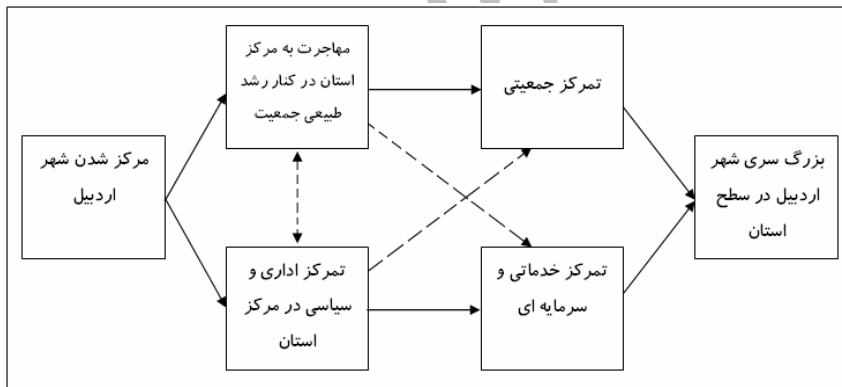 مهاجرت به مرکز
استان در کنار رشد
طبیعی جمعیت
تمرکز جمعیتی
مرکز شدن شهر
اردبیل
بزرگ سری شهر
اردبیل در سطح
استان
تمرکز اداری و
سیاسی در مرکز
استان
تمرکز خدماتی و
سرمایه ای